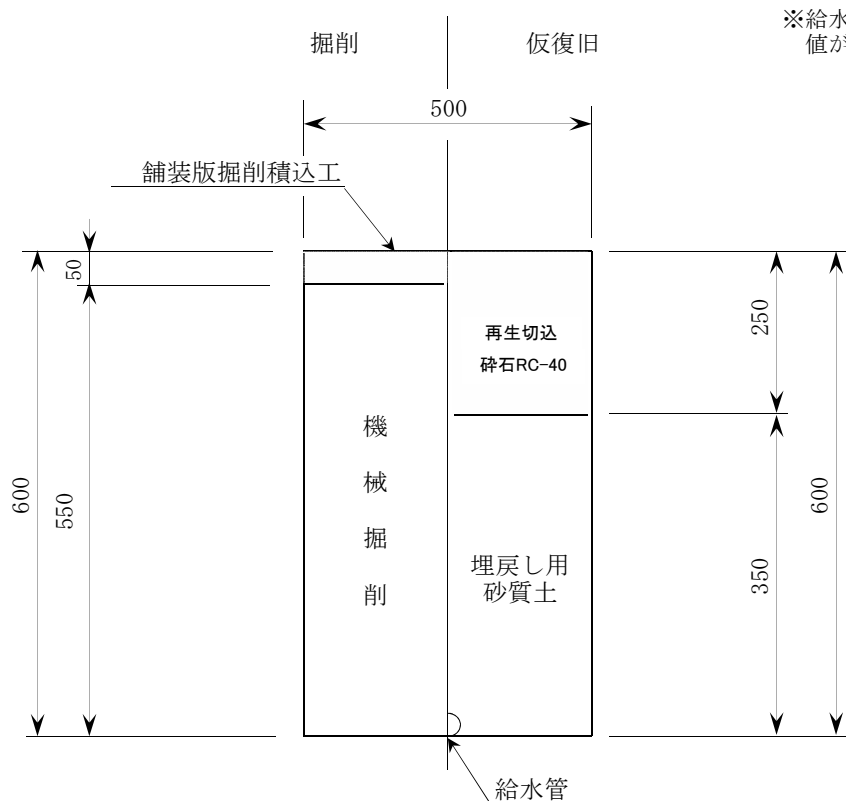 掘削
仮復旧
※給水
値が
500
舗装版掘削積込工
50
250
再生切込
砕石RC-40
機
械
掘
削
600
550
600
350
埋戻し用
砂質土
給水管